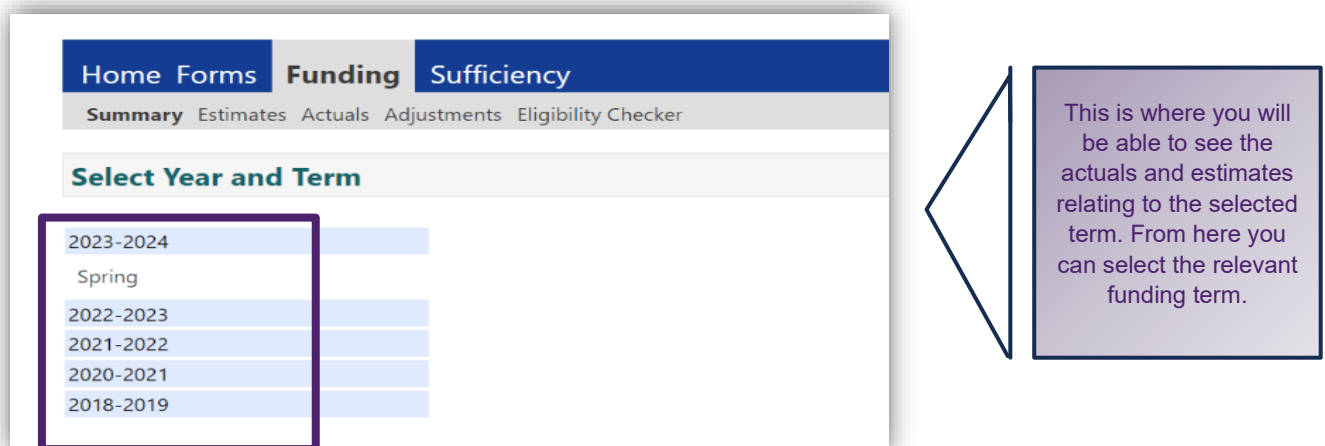 Home Forms Funding Sufficiency
Summary Estimates Actuals Adjustments Eligibility Checker
Select Year and Term
2023-2024
Spring
2022-2023
2021-2022
2020-2021
2018-2019
This is where you will
be able to see the
actuals and estimates
relating to the selected
term. From here you
can select the relevant
funding term.